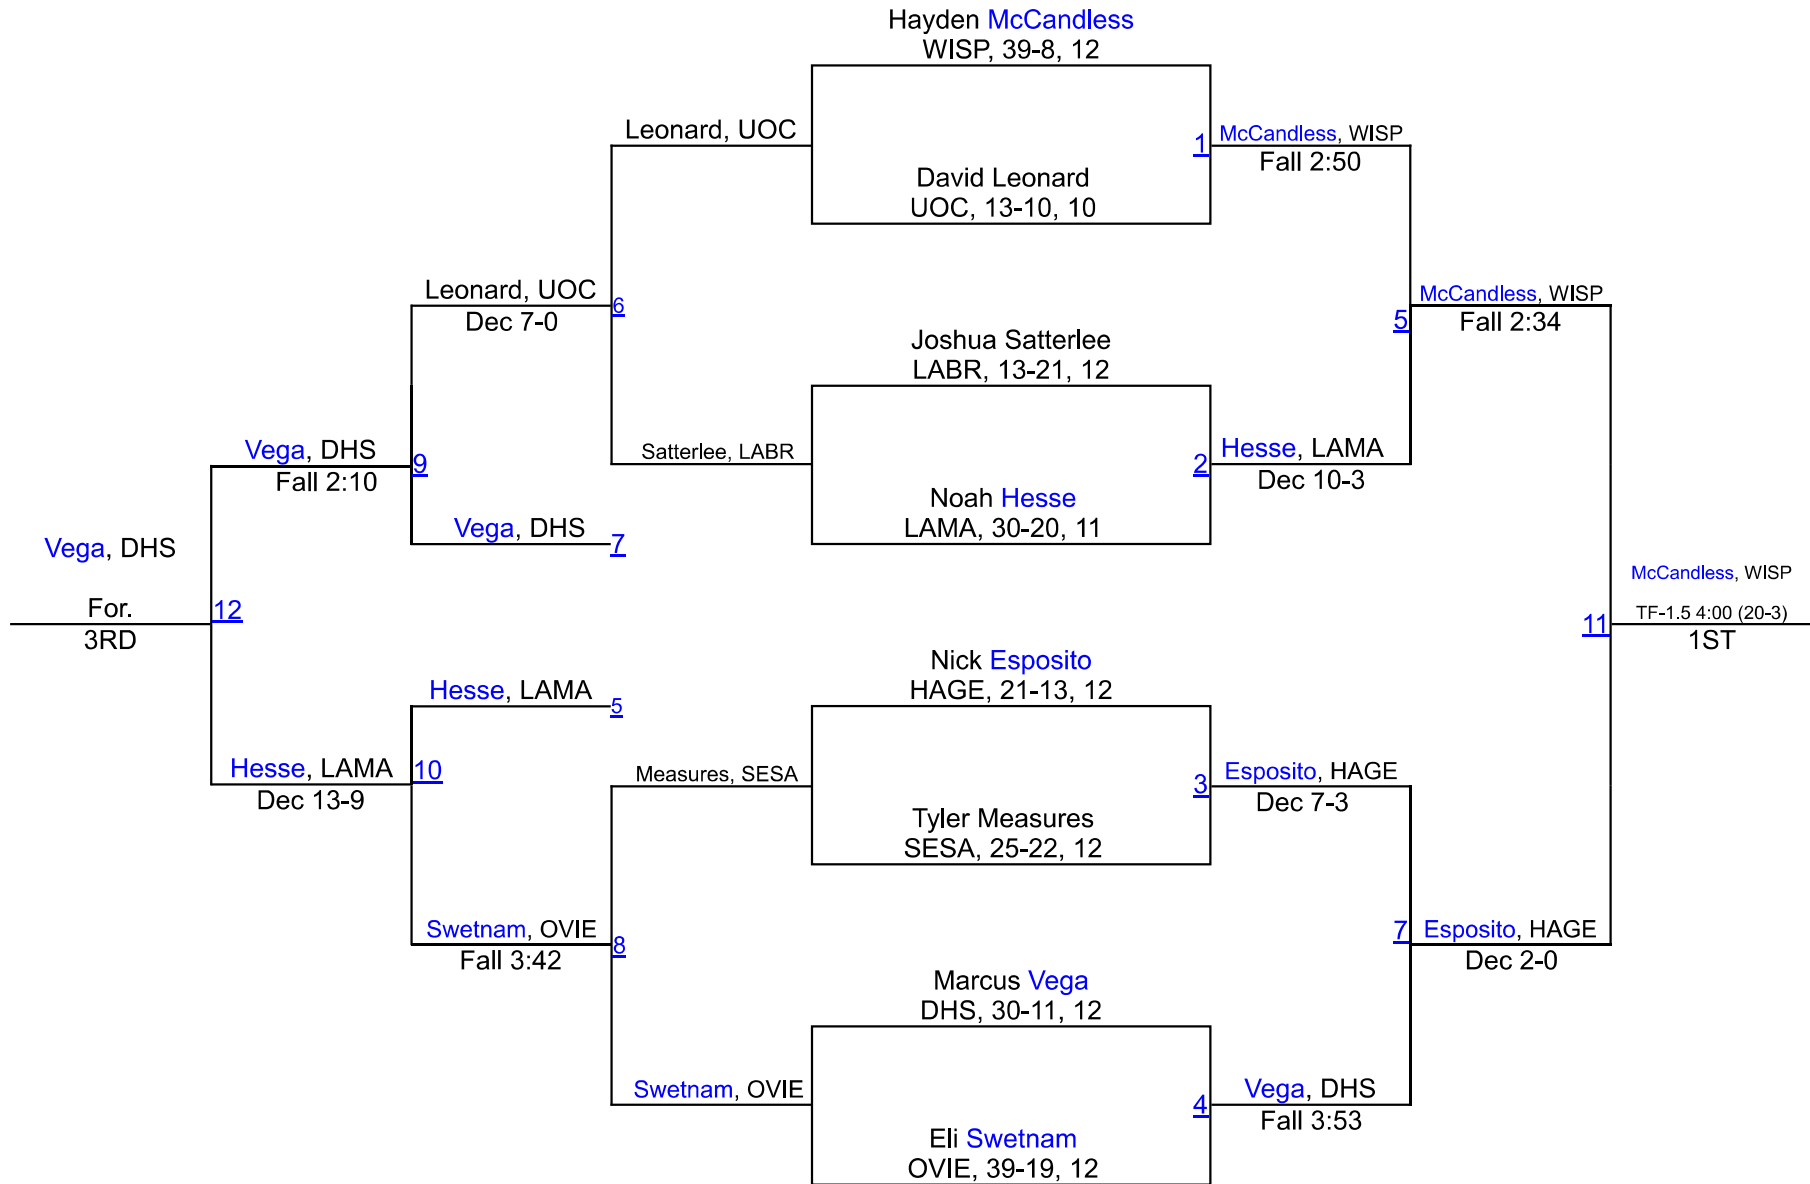 Hayden McCandless
WISP, 39-8, 12
Leonard, UOC
1
McCandless, WISP
Fall 2:50
David Leonard
UOC, 13-10, 10
Leonard, UOC
Dec 7-0
6
McCandless, WISP
Fall 2:34
5
Joshua Satterlee
LABR, 13-21, 12
Vega, DHS
Fall 2:10
9
Satterlee, LABR
2
Hesse, LAMA
Dec 10-3
Noah Hesse
LAMA, 30-20, 11
Vega, DHS
7
Vega, DHS
For.
3RD
12
McCandless, WISP
TF-1.5 4:00 (20-3)
1ST
11
Nick Esposito
HAGE, 21-13, 12
Hesse, LAMA
5
Hesse, LAMA
Dec 13-9
10
Measures, SESA
3
Esposito, HAGE
Dec 7-3
Tyler Measures
SESA, 25-22, 12
Swetnam, OVIE
Fall 3:42
8
7
Esposito, HAGE
Dec 2-0
Marcus Vega
DHS, 30-11, 12
Swetnam, OVIE
4
Vega, DHS
Fall 3:53
Eli Swetnam
OVIE, 39-19, 12